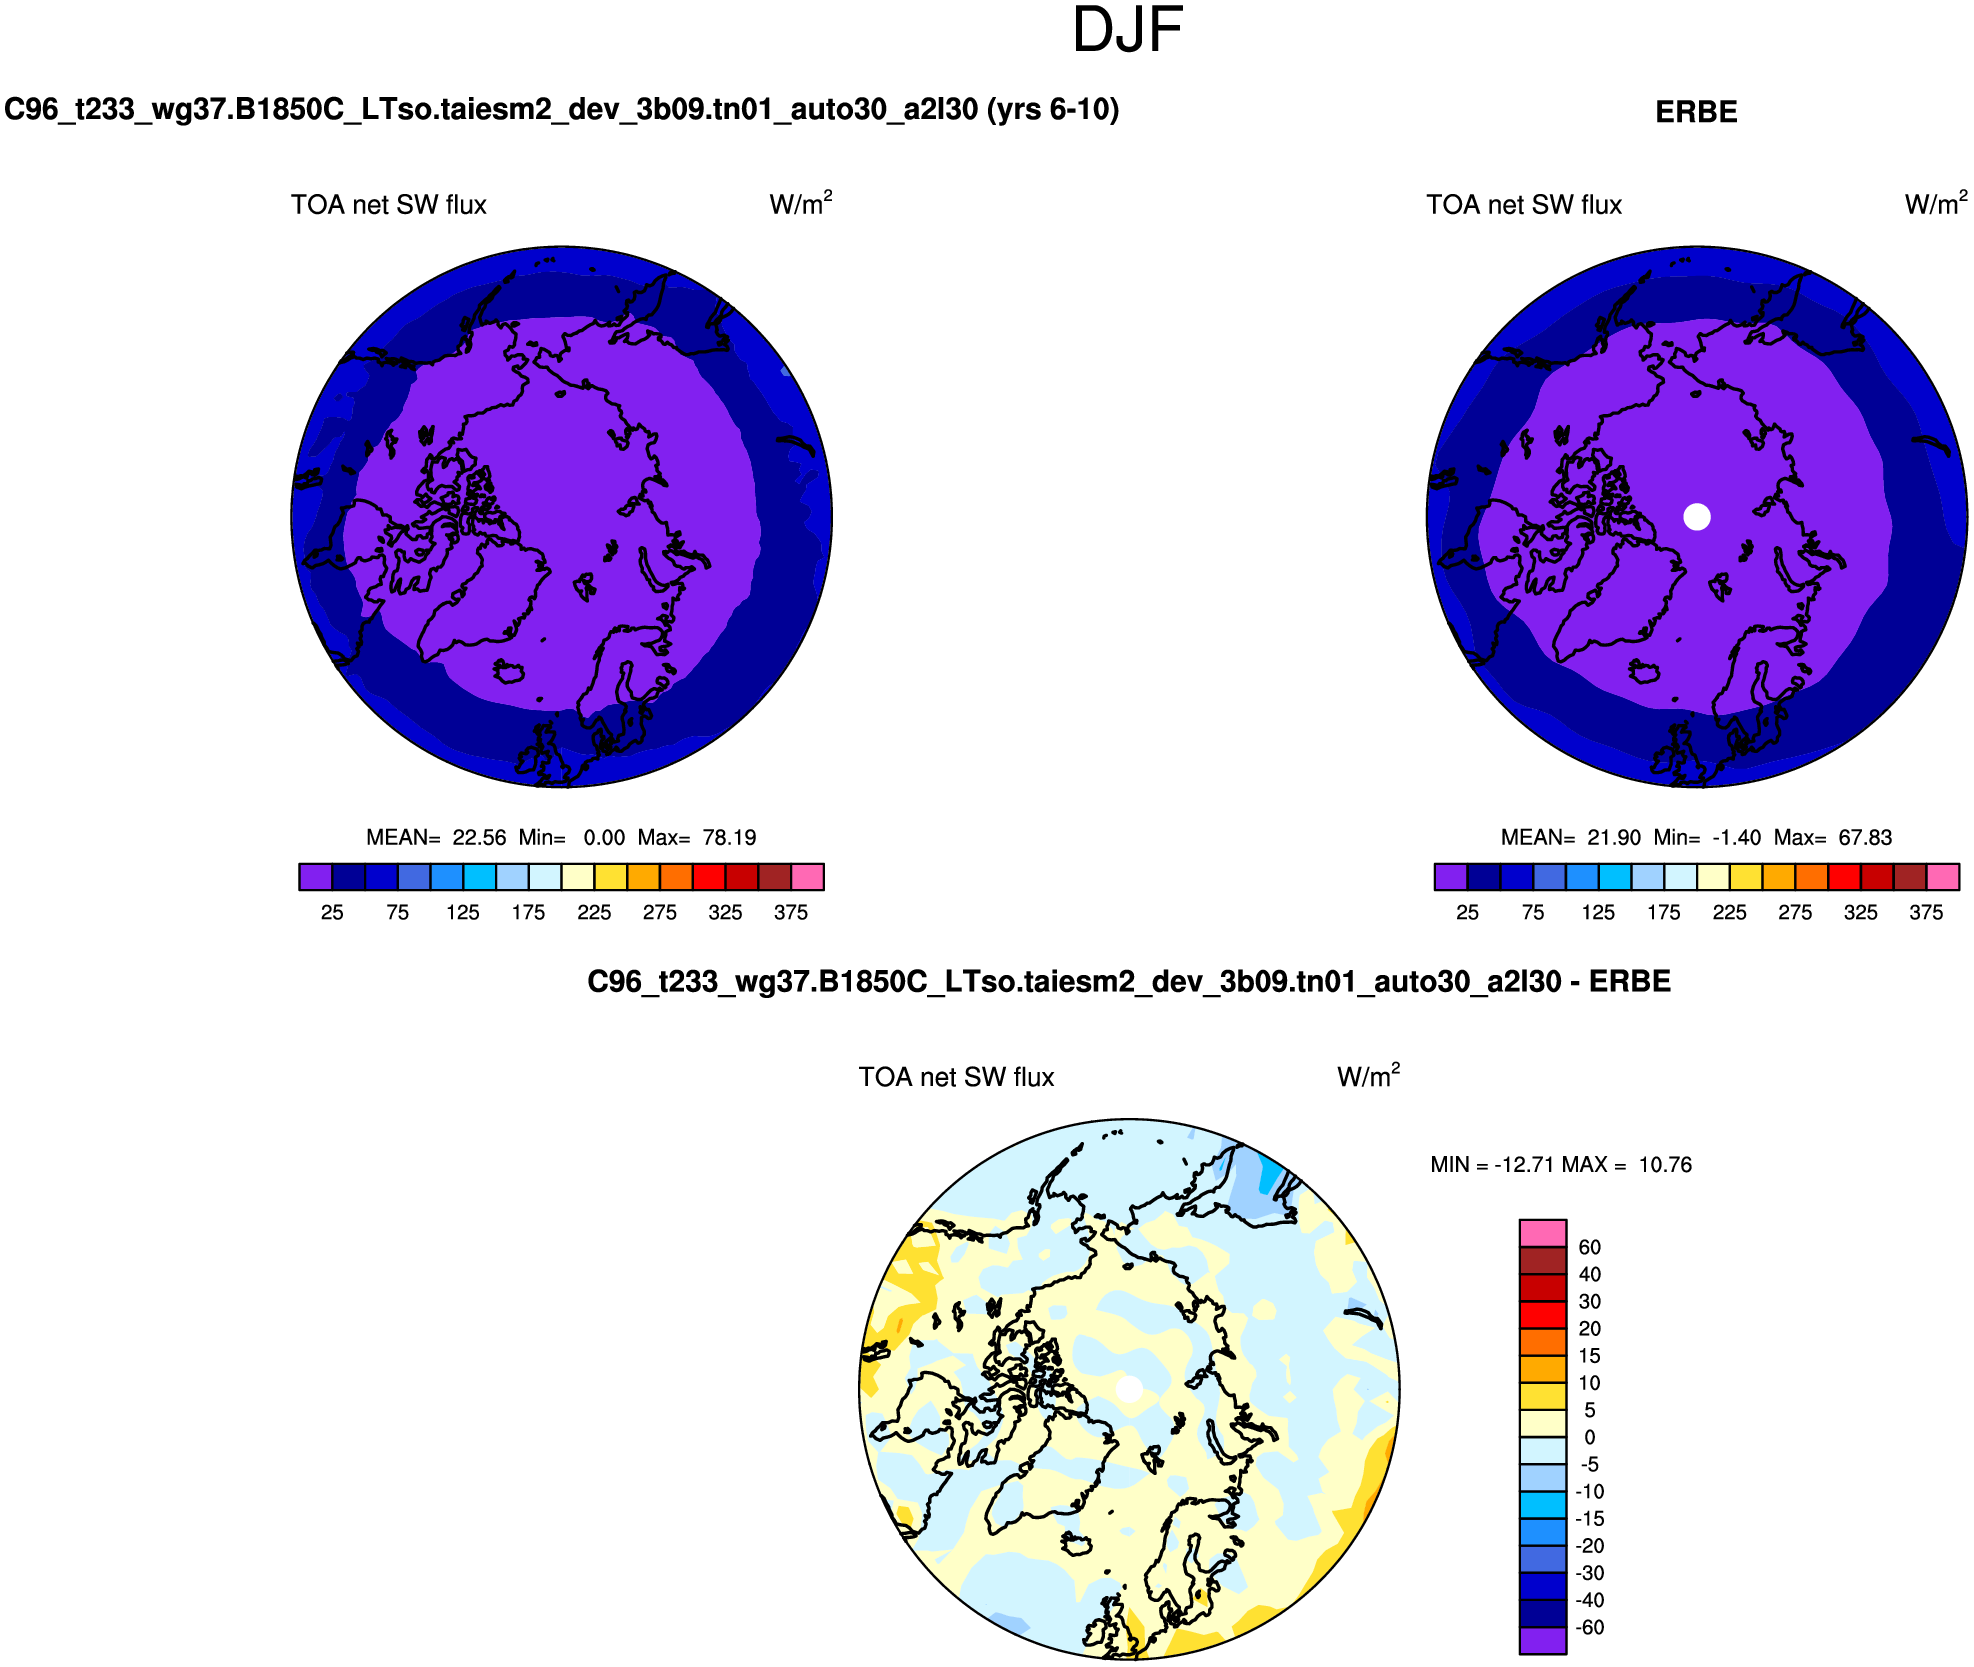 DJF
C96_t233_wg37.B1850C_LTso.taiesm2_dev_3b09.tn01_auto30_a2l30 (yrs 6-10)
ERBE
TOA net SW flux W/m2
TOA net SW flux W/m2
MEAN= 22.56 Min= 0.00 Max= 78.19
MEAN= 21.90 Min= -1.40 Max= 67.83
25 75 125 175 225 275 325 375
25 75 125 175 225 275 325 375
C96_t233_wg37.B1850C_LTso.taiesm2_dev_3b09.tn01_auto30_a2l30 - ERBE
TOA net SW flux W/m2
MIN = -12.71 MAX = 10.76
60
40
30
20
15
10
5
0
-5
-10
-15
-20
-30
-40
-60